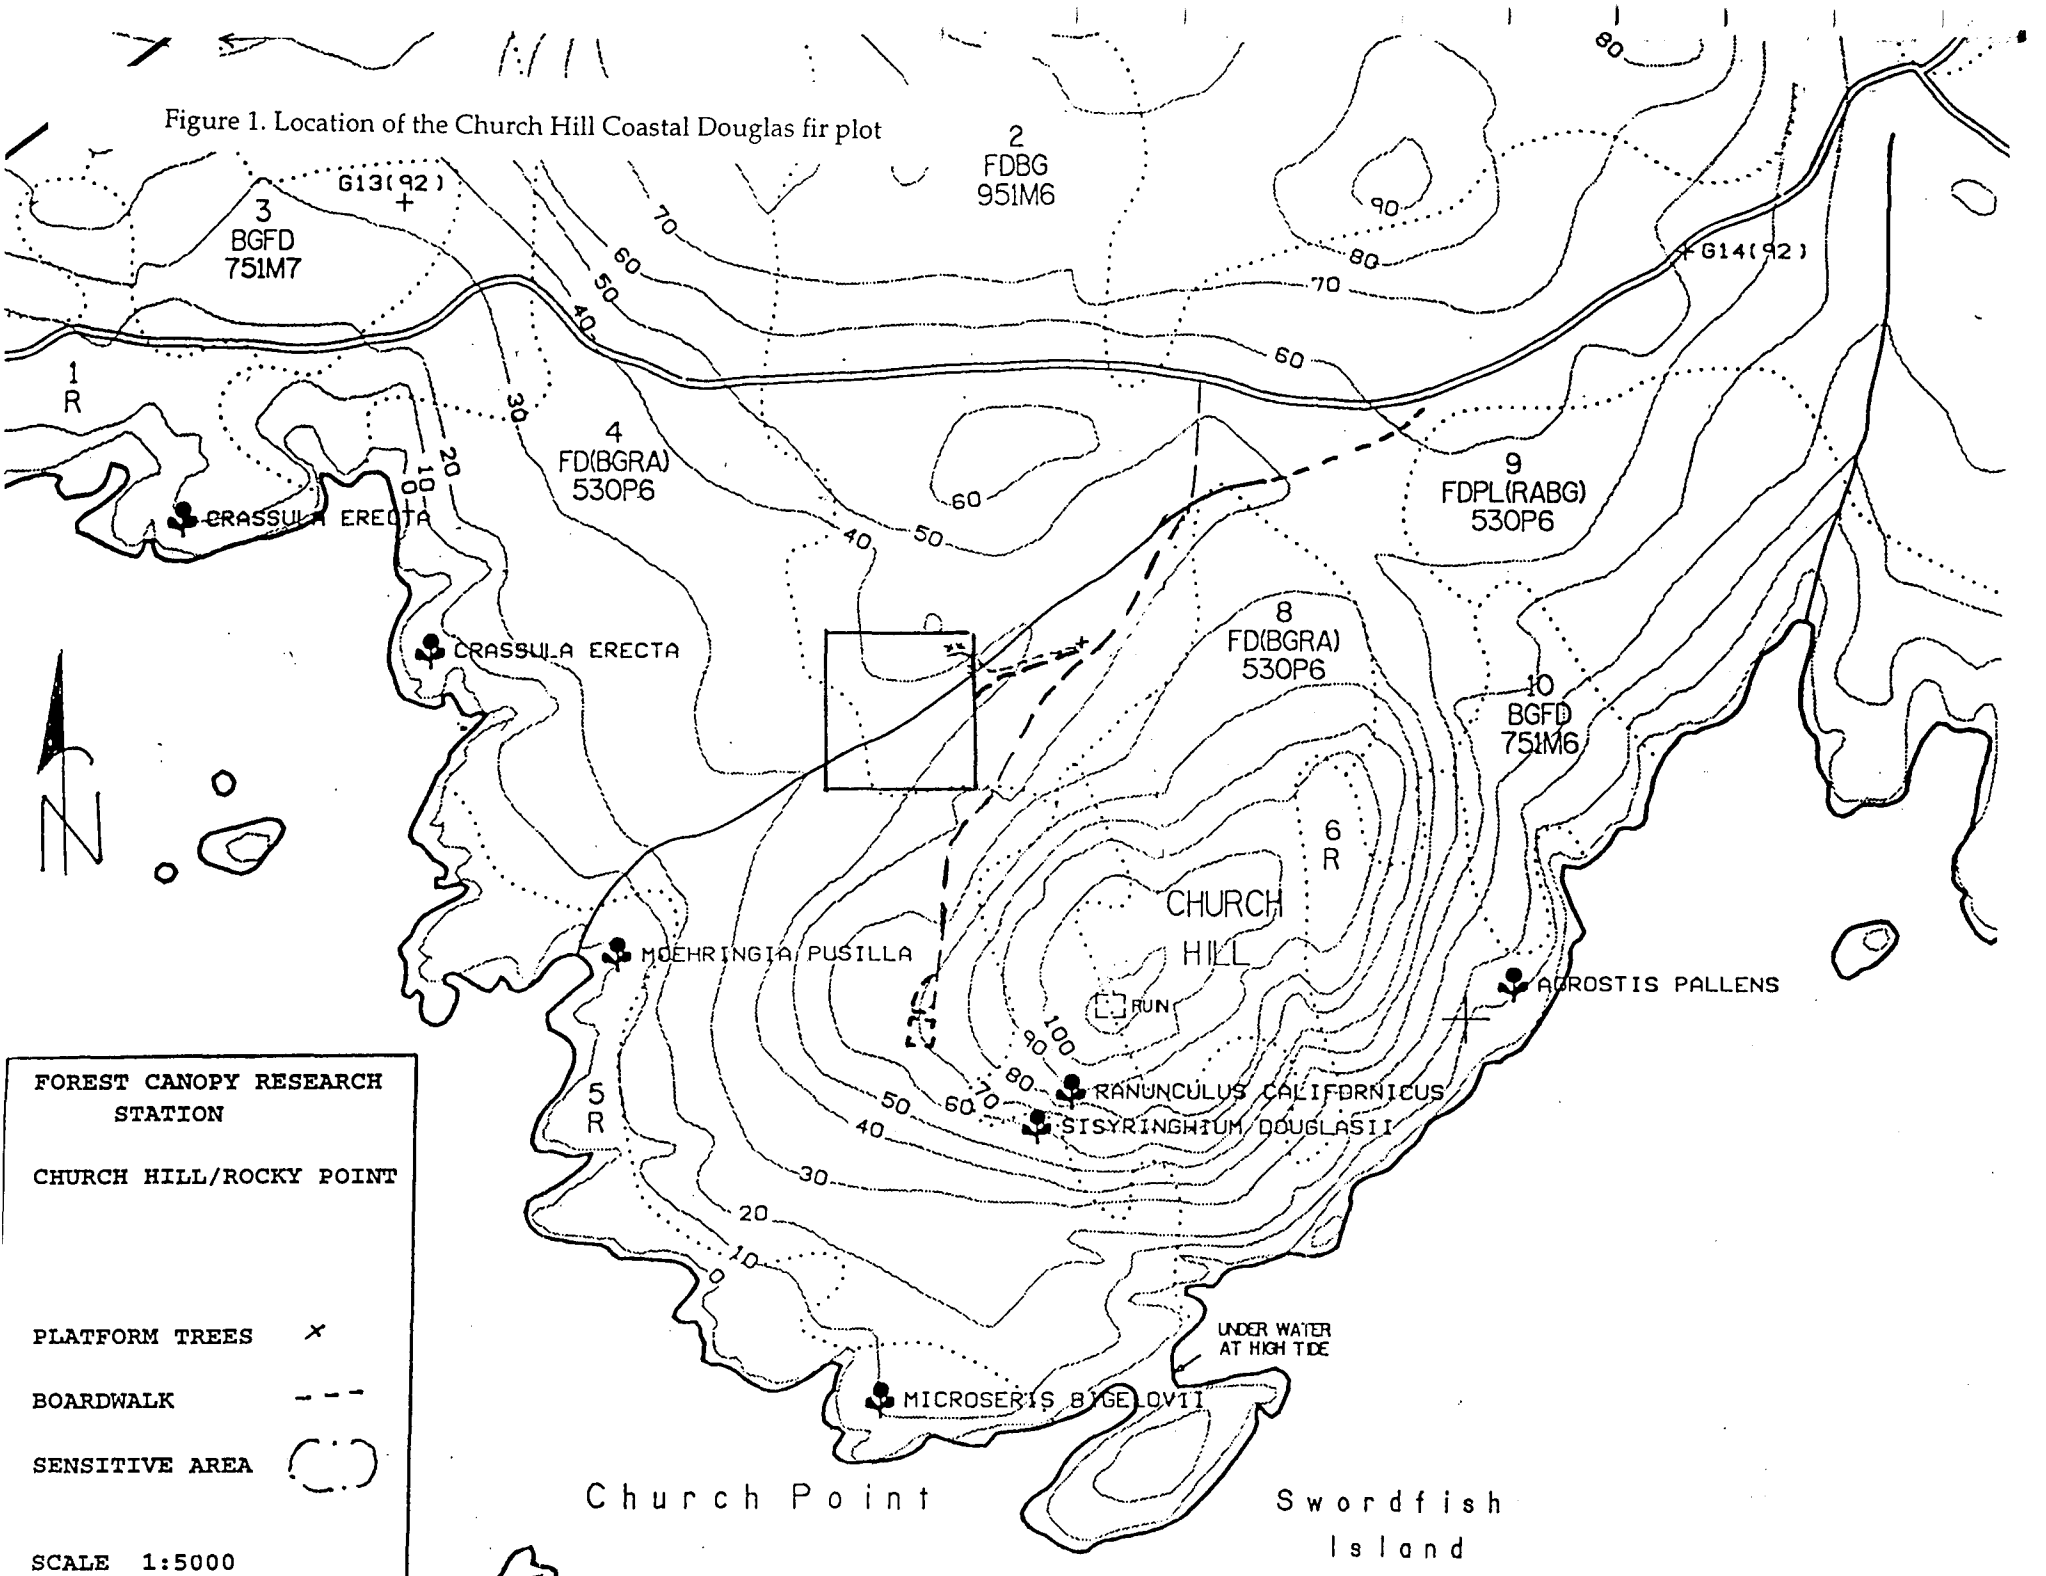 80
Figure 1. Location of the Church Hill Coastal Douglas fir plot
2
FDBG
951M6
G13(92)
3
BGFD
751M7
70
60
50
40
90
80
70
G14(92)
60
1
R
30
20
10
0
4
FD(BGRA)
530P6
60
50
40
9
FDPL(RABG)
530P6
CRASSULA ERECTA
CRASSULA ERECTA
8
FD(BGRA)
530P6
10
BGFD
751M6
N
6
R
CHURCH
HILL
MOEHRINGIA PUSILLA
AGROSTIS PALLENS
RUN
100
90
80
70
60
50
40
30
20
10
0
RANUNCULUS CALIFORNICUS
SISYRINGHIUM DOUGLASII
5
R
UNDER WATER
AT HIGH TIDE
MICROSERIS BIGELOVII
Church Point
Swordfish
Island
FOREST CANOPY RESEARCH
STATION
CHURCH HILL/ROCKY POINT
PLATFORM TREES
BOARDWALK
SENSITIVE AREA
SCALE 1:5000